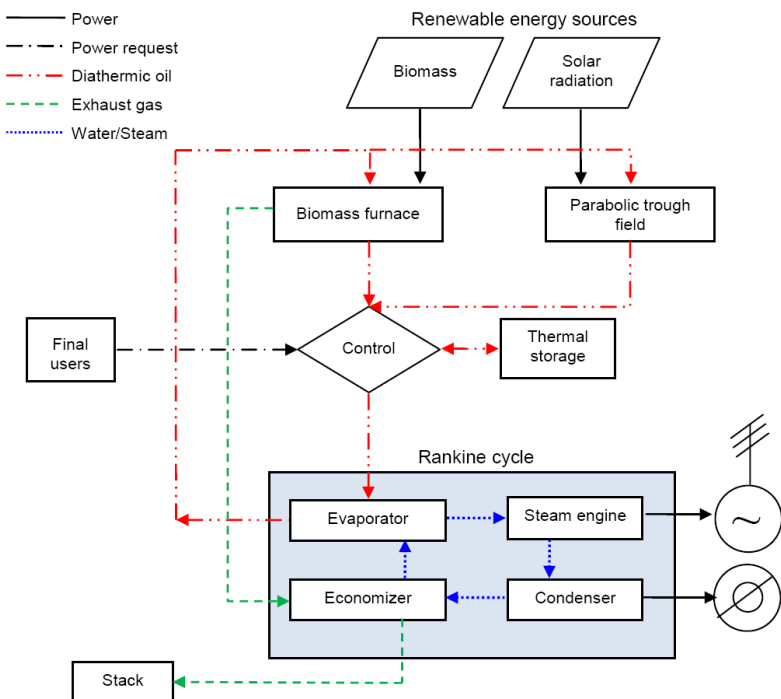 Power
Power request
Diathermic oil
Exhaust gas
Water/Steam
Renewable energy sources
Biomass
Solar
radiation
Biomass furnace
Parabolic trough
field
Final
users
Control
Thermal
storage
Rankine cycle
Evaporator
Steam engine
~
Economizer
Condenser
Stack